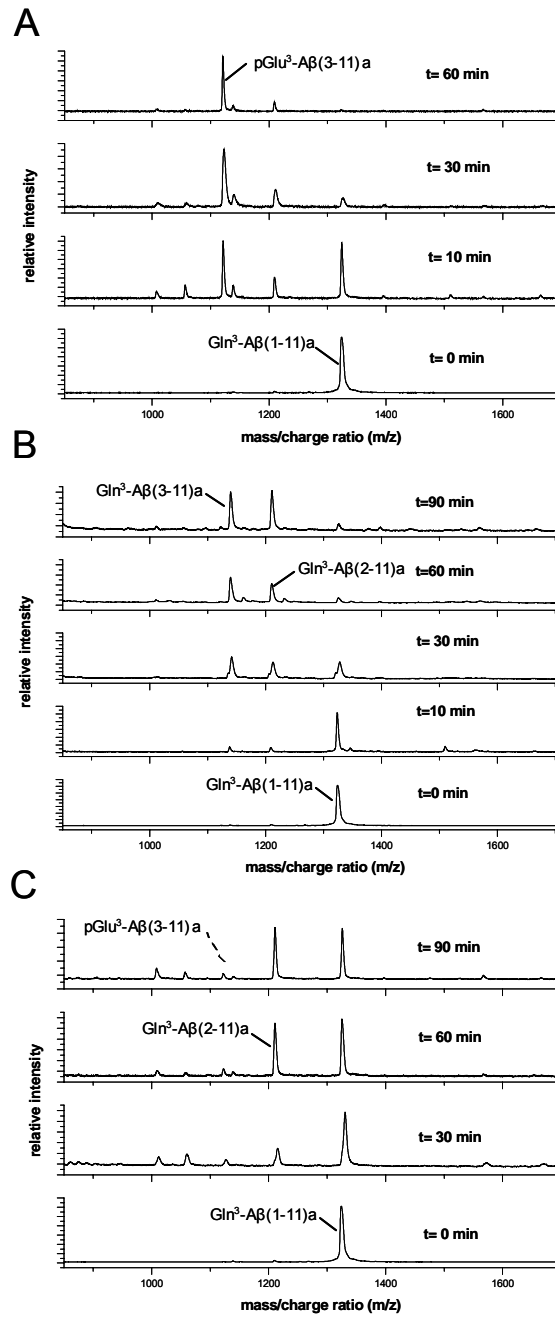 A
pGlu³-Aβ(3-11) a
t= 60 min
t= 30 min
relative intensity
t= 10 min
Gln³-Aβ(1-11)a
t= 0 min
1000 1200 1400 1600
mass/charge ratio (m/z)
B
Gln³-Aβ(3-11)a
t=90 min
Gln³-Aβ(2-11)a
t=60 min
relative intensity
t= 30 min
t=10 min
Gln³-Aβ(1-11)a
t=0 min
1000 1200 1400 1600
mass/charge ratio (m/z)
C
pGlu³-Aβ(3-11) a
t= 90 min
Gln³-Aβ(2-11)a
t= 60 min
relative intensity
t= 30 min
Gln³-Aβ(1-11)a
t= 0 min
1000 1200 1400 1600
mass/charge ratio (m/z)